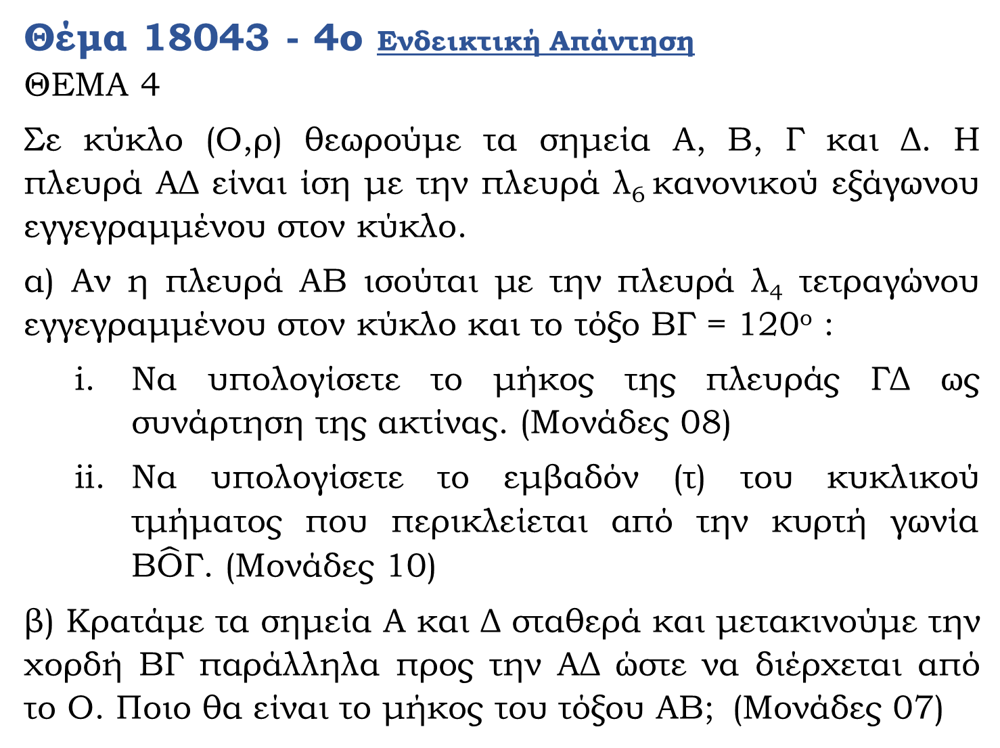 Θέμα 18043 - 4ο Ενδεικτική Απάντηση
ΘΕΜΑ 4
Σε κύκλο (Ο,ρ) θεωρούμε τα σημεία Α, Β, Γ και Δ. Η
πλευρά ΑΔ είναι ίση με την πλευρά λ₆ κανονικού εξάγωνου
εγγεγραμμένου στον κύκλο.
α) Αν η πλευρά ΑΒ ισούται με την πλευρά λ₄ τετραγώνου
εγγεγραμμένου στον κύκλο και το τόξο ΒΓ = 120ᵒ :
i. Να υπολογίσετε το μήκος της πλευράς ΓΔ ως
συνάρτηση της ακτίνας. (Μονάδες 08)
ii. Να υπολογίσετε το εμβαδόν (τ) του κυκλικού
τμήματος που περικλείεται από την κυρτή γωνία
ΒÔΓ. (Μονάδες 10)
β) Κρατάμε τα σημεία Α και Δ σταθερά και μετακινούμε την
χορδή ΒΓ παράλληλα προς την ΑΔ ώστε να διέρχεται από
το Ο. Ποιο θα είναι το μήκος του τόξου ΑΒ; (Μονάδες 07)